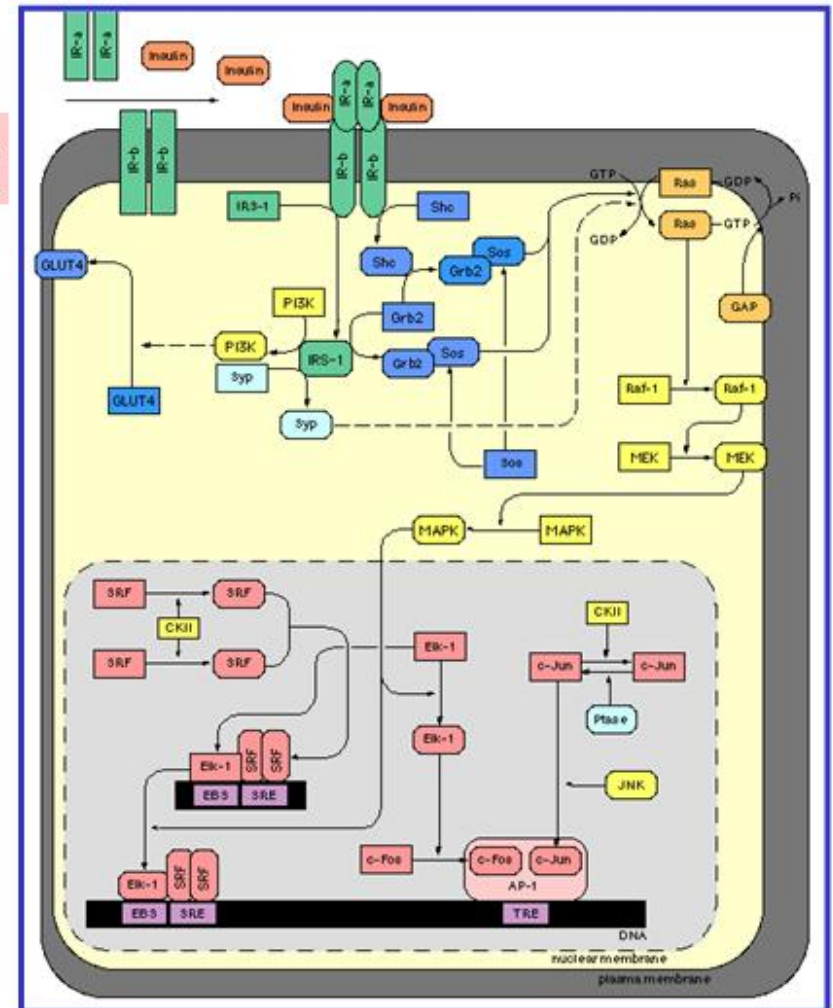 IR-a IR-a
Insulin
Insulin
Insulin IR-a IR-a Insulin
IR-b IR-b
IR-b IR-b
GTP Ras GDP
Pi
IRS-1 Shc
Ras GTP
GDP
Sos
Shc
GLUT4 Grb2
PI3K GAP
Grb2
PI3K Sos
IRS-1 Grb2
Syp
Raf-1 Raf-1
GLUT4
Syp
MEK MEK
Sos
MAPK MAPK
SRF SRF
CKII
CKII
Elk-1
SRF SRF c-Jun c-Jun
Ptase
Elk-1
SRF SRF
Elk-1
JNK
EBS SRE
c-Fos c-Fos c-Jun
SRF SRF
Elk-1 AP-1
EBS SRE TRE
DNA
nuclear membrane
plasma membrane